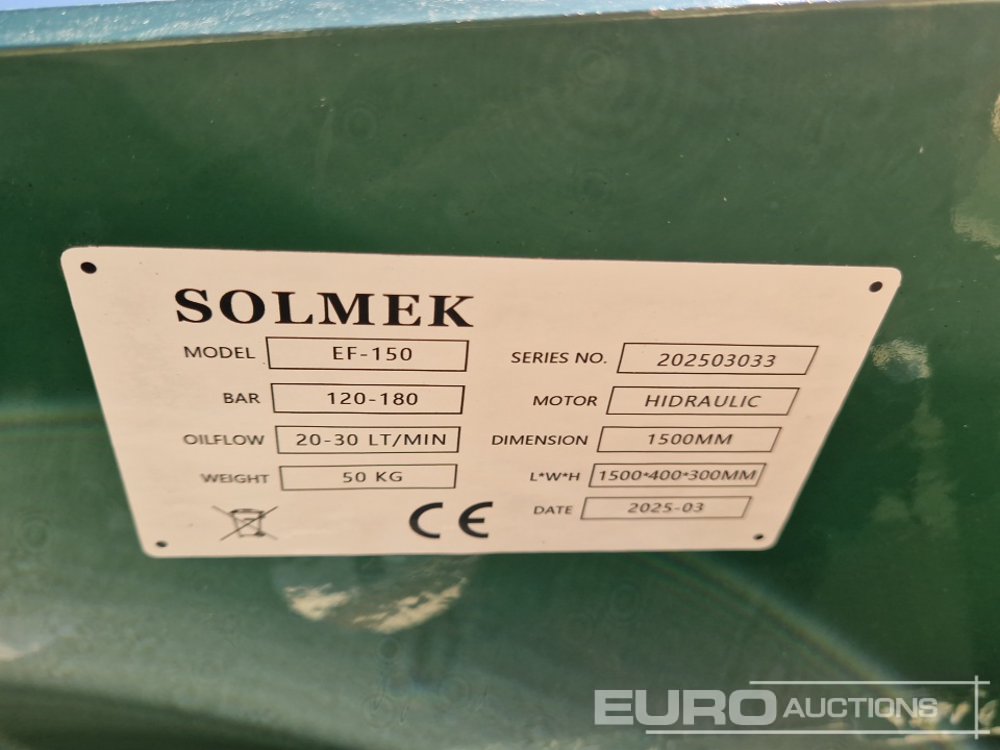 SOLMEK
MODEL EF-150
BAR 120-180
OILFLOW 20-30 LT/MIN
WEIGHT 50 KG
SERIES NO. 202503033
MOTOR HIDRAULIC
DIMENSION 1500MM
L*W*H 1500*400*300MM
DATE 2025-03
CE
EURO AUCTIONS